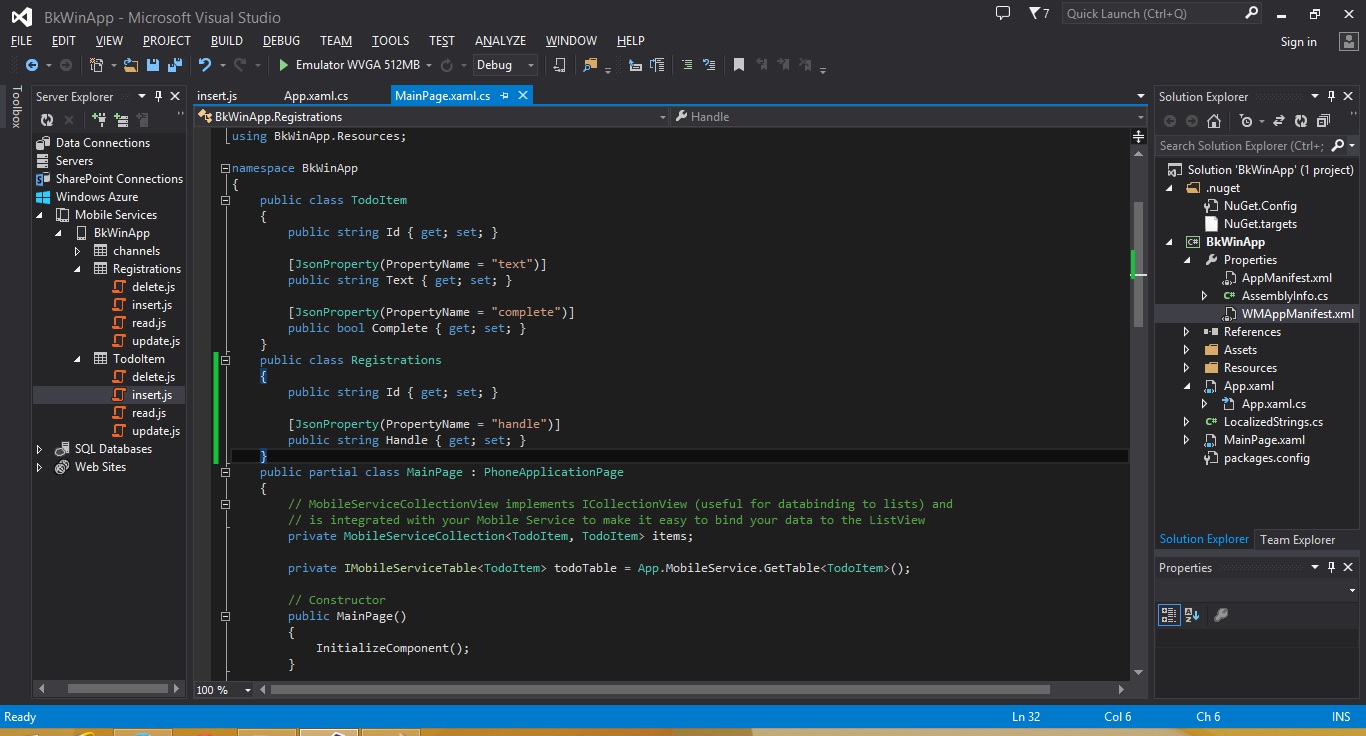 BkWinApp - Microsoft Visual Studio
7
Quick Launch (Ctrl+Q)
FILE EDIT VIEW PROJECT BUILD DEBUG TEAM TOOLS TEST ANALYZE WINDOW HELP
Sign in
Emulator WVGA 512MB
Debug
Toolbox
Server Explorer
Data Connections
Servers
SharePoint Connections
Windows Azure
Mobile Services
BkWinApp
channels
Registrations
delete.js
insert.js
read.js
update.js
TodoItem
delete.js
insert.js
read.js
update.js
SQL Databases
Web Sites
insert.js App.xaml.cs MainPage.xaml.cs
BkWinApp.Registrations Handle
using BkWinApp.Resources;
namespace BkWinApp
{
public class TodoItem
{
public string Id { get; set; }
[JsonProperty(PropertyName = "text")]
public string Text { get; set; }
[JsonProperty(PropertyName = "complete")]
public bool Complete { get; set; }
}
public class Registrations
{
public string Id { get; set; }
[JsonProperty(PropertyName = "handle")]
public string Handle { get; set; }
}
public partial class MainPage : PhoneApplicationPage
{
// MobileServiceCollectionView implements ICollectionView (useful for databinding to lists) and
// is integrated with your Mobile Service to make it easy to bind your data to the ListView
private MobileServiceCollection<TodoItem, TodoItem> items;
private IMobileServiceTable<TodoItem> todoTable = App.MobileService.GetTable<TodoItem>();
// Constructor
public MainPage()
{
InitializeComponent();
}
100 %
Solution Explorer
Search Solution Explorer (Ctrl+;
Solution 'BkWinApp' (1 project)
.nuget
NuGet.Config
NuGet.targets
BkWinApp
Properties
AppManifest.xml
AssemblyInfo.cs
WMAppManifest.xml
References
Assets
Resources
App.xaml
App.xaml.cs
LocalizedStrings.cs
MainPage.xaml
packages.config
Solution Explorer Team Explorer
Properties
Ready
Ln 32 Col 6 Ch 6 INS